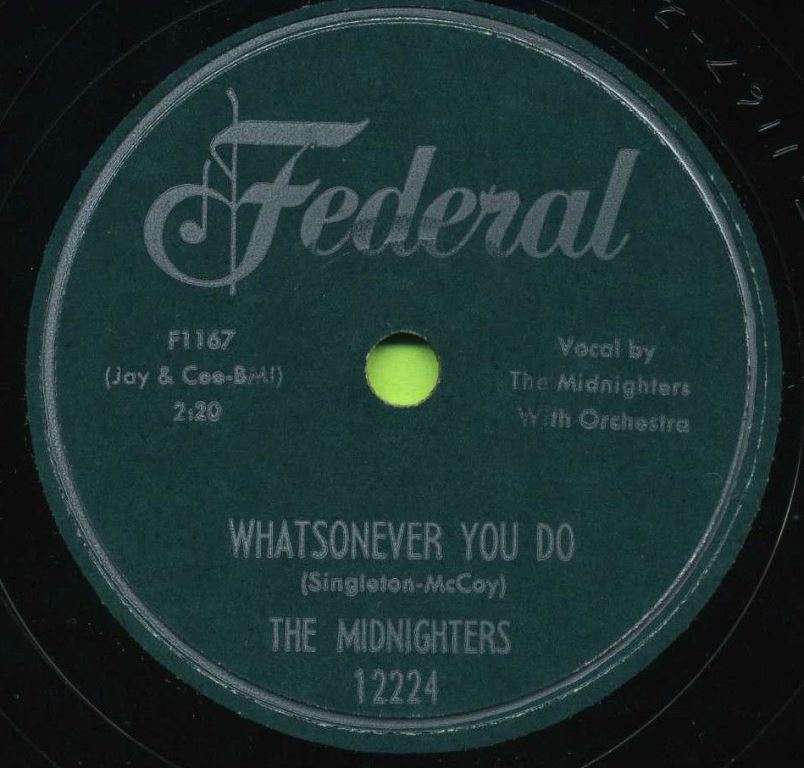 Federal
F1167
(Jay & Cee-BMI)
2:20
Vocal by
The Midnighters
With Orchestra
WHATSONEVER YOU DO
(Singleton-McCoy)
THE MIDNIGHTERS
12224